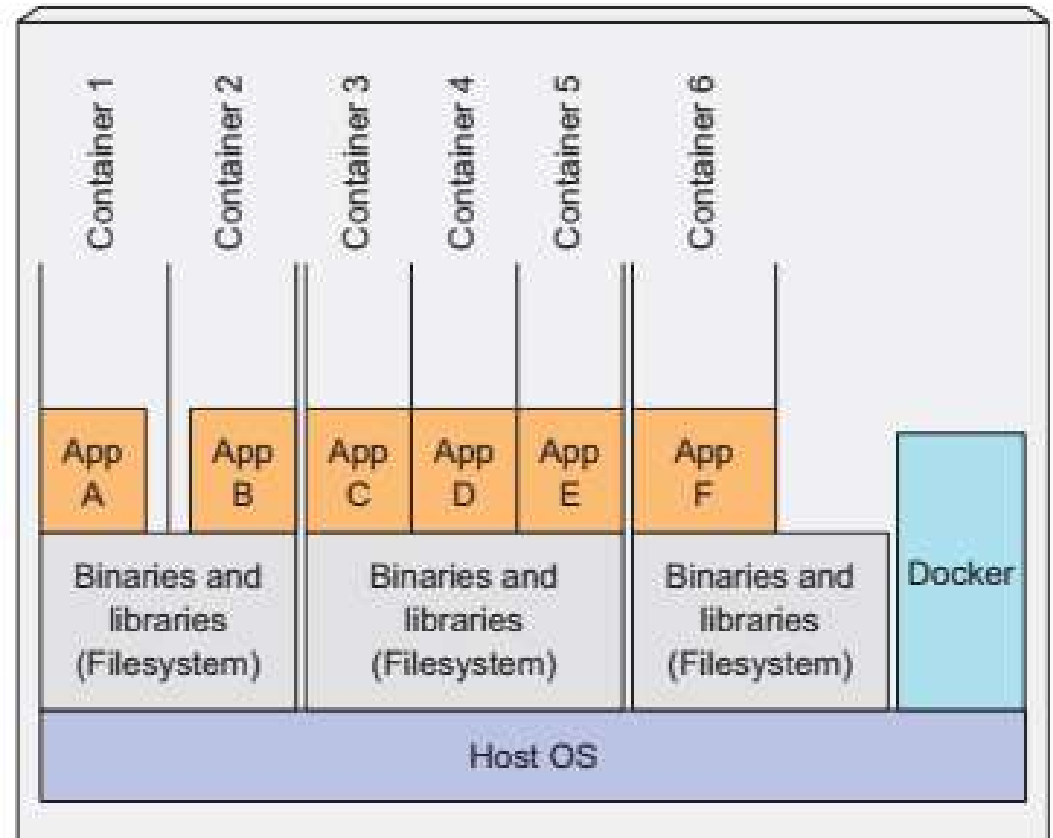 Container 1
Container 2
Container 3
Container 4
Container 5
Container 6
App
A
App
B
App
C
App
D
App
E
App
F
Binaries and
libraries
(Filesystem)
Binaries and
libraries
(Filesystem)
Binaries and
libraries
(Filesystem)
Docker
Host OS